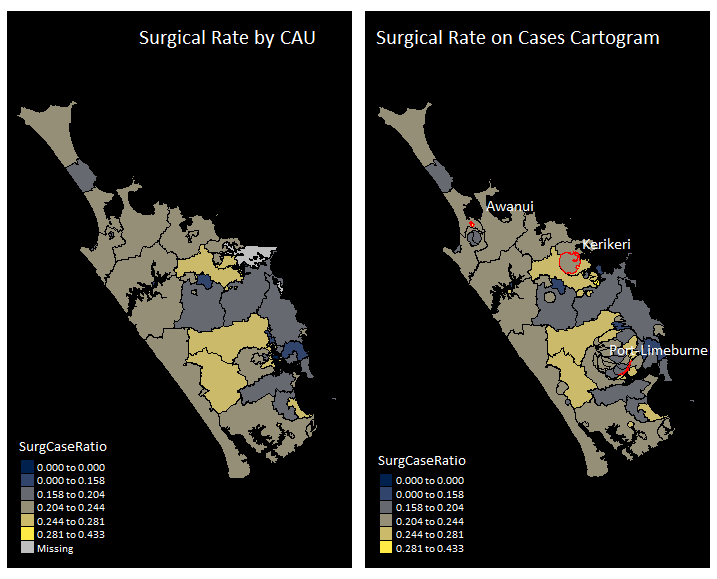 Surgical Rate by CAU
SurgCaseRatio
0.000 to 0.000
0.000 to 0.158
0.158 to 0.204
0.204 to 0.244
0.244 to 0.281
0.281 to 0.433
Missing
Surgical Rate on Cases Cartogram
Awanui
Kerikeri
Port-Limeburne
SurgCaseRatio
0.000 to 0.000
0.000 to 0.158
0.158 to 0.204
0.204 to 0.244
0.244 to 0.281
0.281 to 0.433